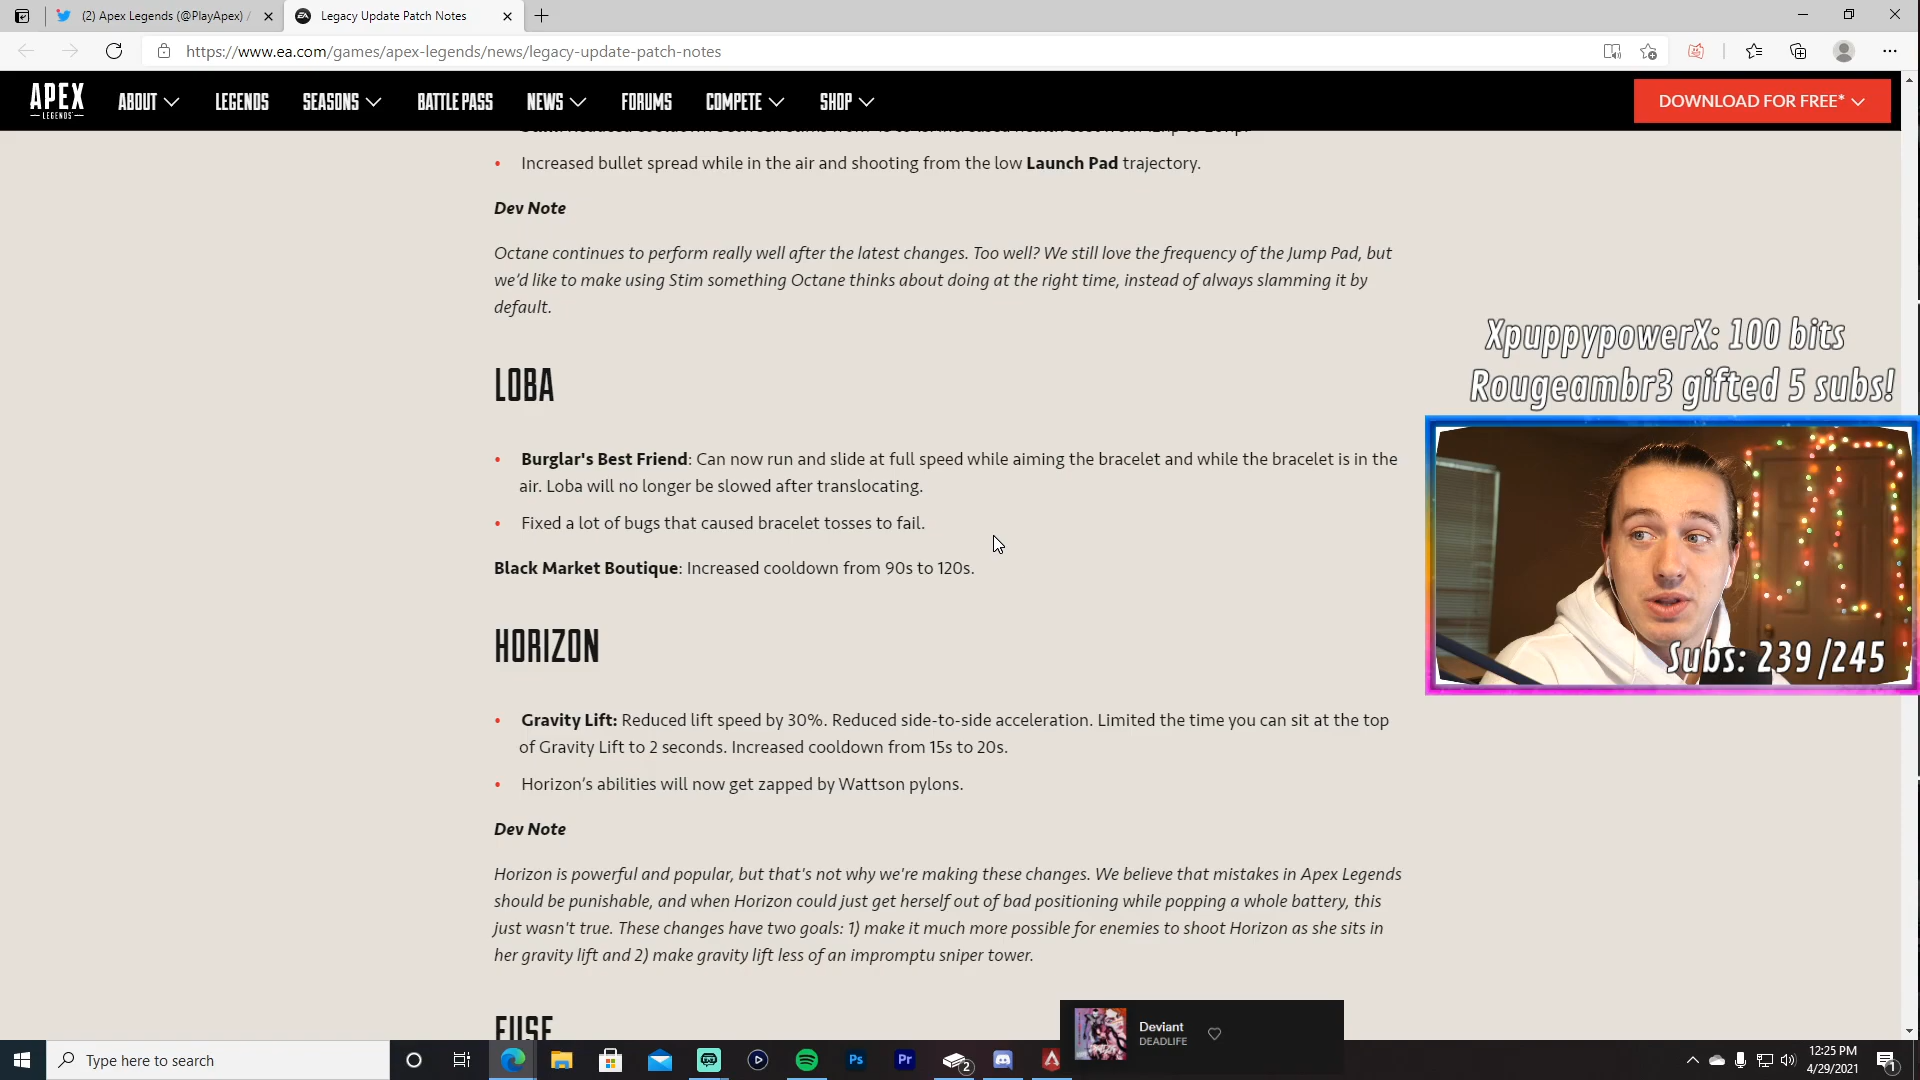 (2) Apex Legends (@PlayApex) /
Legacy Update Patch Notes
https://www.ea.com/games/apex-legends/news/legacy-update-patch-notes
APEX
LEGENDS
ABOUT
LEGENDS
SEASONS
BATTLE PASS
NEWS
FORUMS
COMPETE
SHOP
DOWNLOAD FOR FREE*
• Increased bullet spread while in the air and shooting from the low Launch Pad trajectory.
Dev Note
Octane continues to perform really well after the latest changes. Too well? We still love the frequency of the Jump Pad, but
we'd like to make using Stim something Octane thinks about doing at the right time, instead of always slamming it by
default.
XpuppypowerX: 100 bits
Rougeambr3 gifted 5 subs!
LOBA
• Burglar's Best Friend: Can now run and slide at full speed while aiming the bracelet and while the bracelet is in the
air. Loba will no longer be slowed after translocating.
• Fixed a lot of bugs that caused bracelet tosses to fail.
Black Market Boutique: Increased cooldown from 90s to 120s.
Subs: 239 /245
HORIZON
• Gravity Lift: Reduced lift speed by 30%. Reduced side-to-side acceleration. Limited the time you can sit at the top
of Gravity Lift to 2 seconds. Increased cooldown from 15s to 20s.
• Horizon's abilities will now get zapped by Wattson pylons.
Dev Note
Horizon is powerful and popular, but that's not why we're making these changes. We believe that mistakes in Apex Legends
should be punishable, and when Horizon could just get herself out of bad positioning while popping a whole battery, this
just wasn't true. These changes have two goals: 1) make it much more possible for enemies to shoot Horizon as she sits in
her gravity lift and 2) make gravity lift less of an impromptu sniper tower.
FUSE
Deviant
DEADLIFE
Type here to search
Ps
Pr
2
12:25 PM
4/29/2021
1